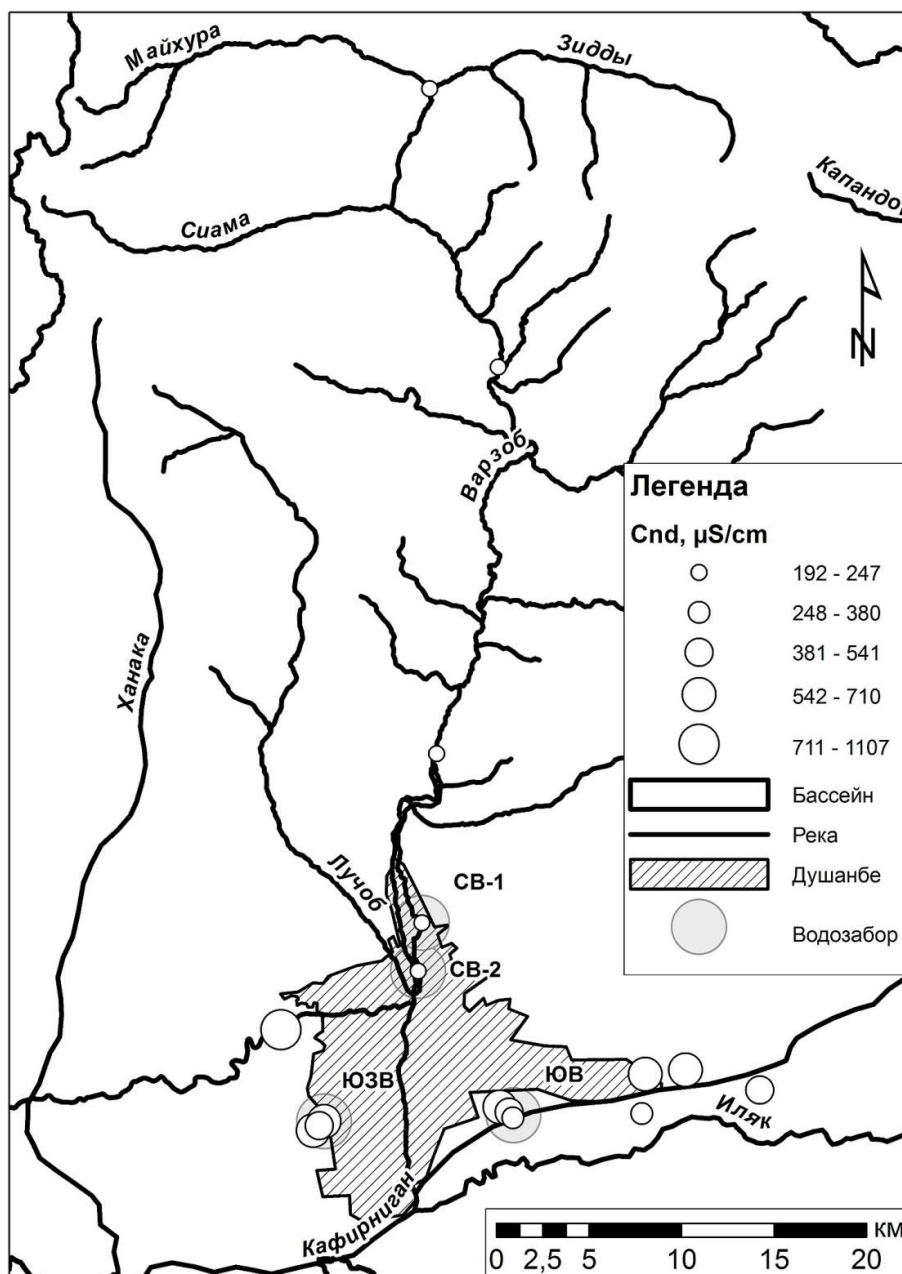 Майхура
Зидды
Капандо
Сиама
N
Варзоб
Ханака
Лучоб
Легенда
Cnd, µS/cm
192 - 247
248 - 380
381 - 541
542 - 710
711 - 1107
Бассейн
Река
Душанбе
Водозабор
СВ-1
СВ-2
ЮЗВ
ЮВ
Иляк
Кафирниган
КМ
0 2,5 5 10 15 20